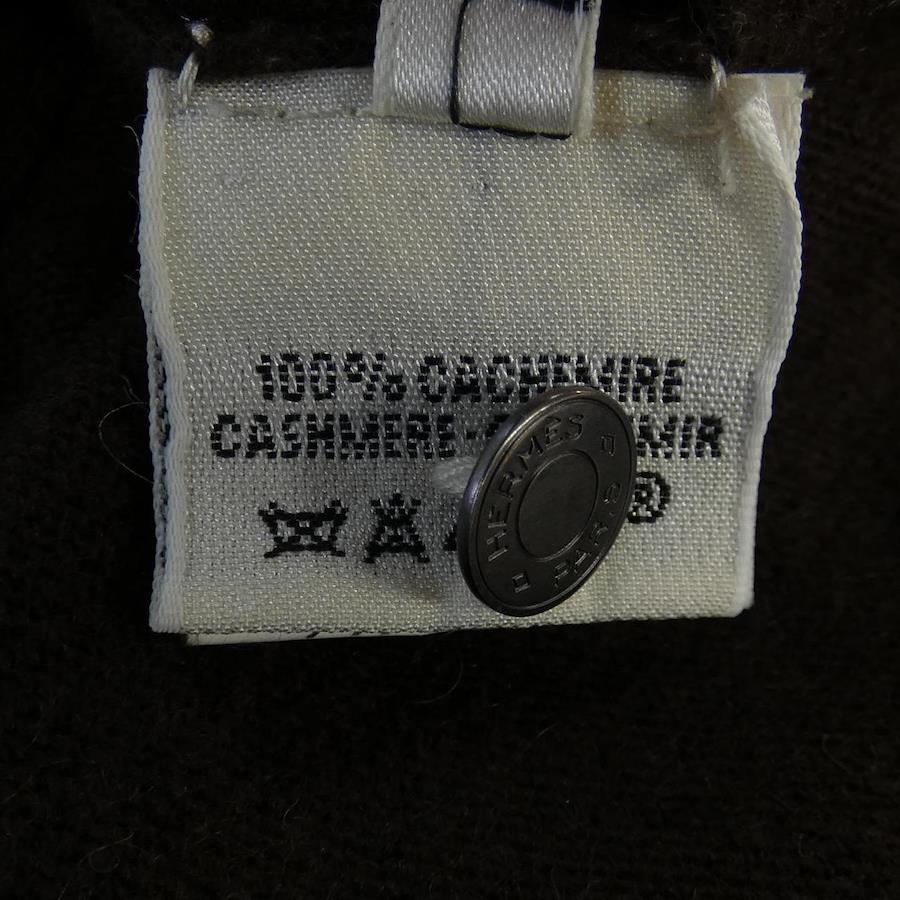 100% CACHEMIRE
CASHMERE-
HERMES
PARIS